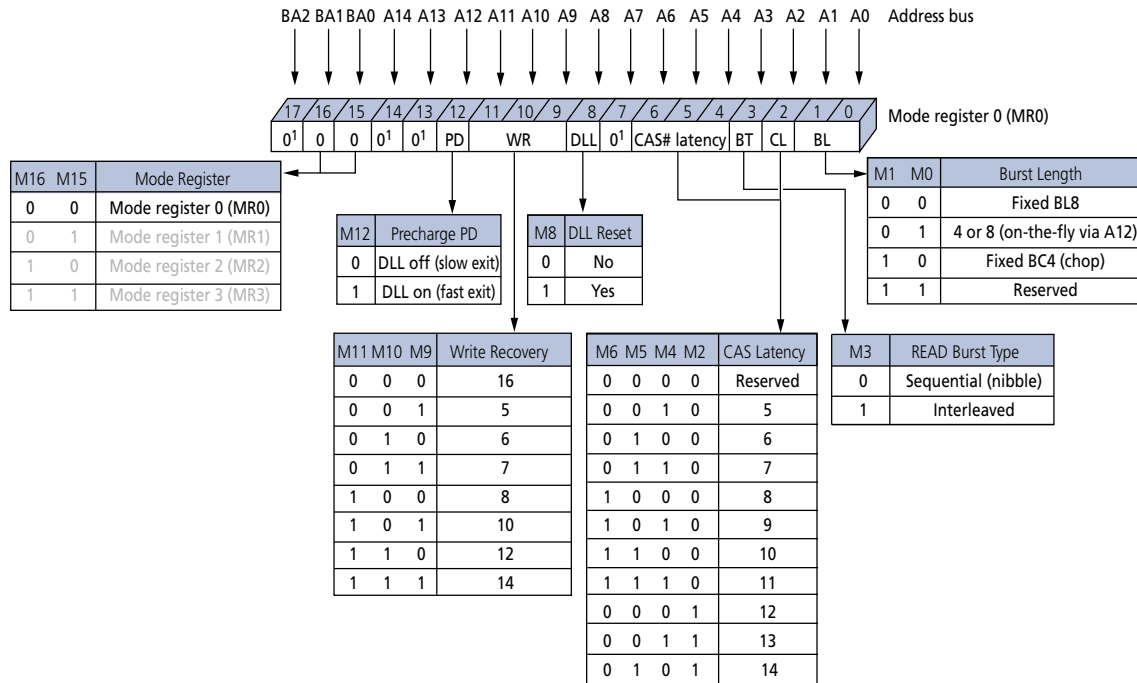 BA2 BA1 BA0 A14 A13 A12 A11 A10 A9 A8 A7 A6 A5 A4 A3 A2 A1 A0 Address bus
17 16 15 14 13 12 11 10 9 8 7 6 5 4 3 2 1 0
Mode register 0 (MR0)
0¹ 0 0 0¹ 0¹ PD WR DLL 0¹ CAS# latency BT CL BL
M16 M15 Mode Register
0 0 Mode register 0 (MR0)
0 1 Mode register 1 (MR1)
1 0 Mode register 2 (MR2)
1 1 Mode register 3 (MR3)
M12 Precharge PD
0 DLL off (slow exit)
1 DLL on (fast exit)
M8 DLL Reset
0 No
1 Yes
M1 M0 Burst Length
0 0 Fixed BL8
0 1 4 or 8 (on-the-fly via A12)
1 0 Fixed BC4 (chop)
1 1 Reserved
M11 M10 M9 Write Recovery
0 0 0 16
0 0 1 5
0 1 0 6
0 1 1 7
1 0 0 8
1 0 1 10
1 1 0 12
1 1 1 14
M6 M5 M4 M2 CAS Latency
0 0 0 0 Reserved
0 0 1 0 5
0 1 0 0 6
0 1 1 0 7
1 0 0 0 8
1 0 1 0 9
1 1 0 0 10
1 1 1 0 11
0 0 0 1 12
0 0 1 1 13
0 1 0 1 14
M3 READ Burst Type
0 Sequential (nibble)
1 Interleaved